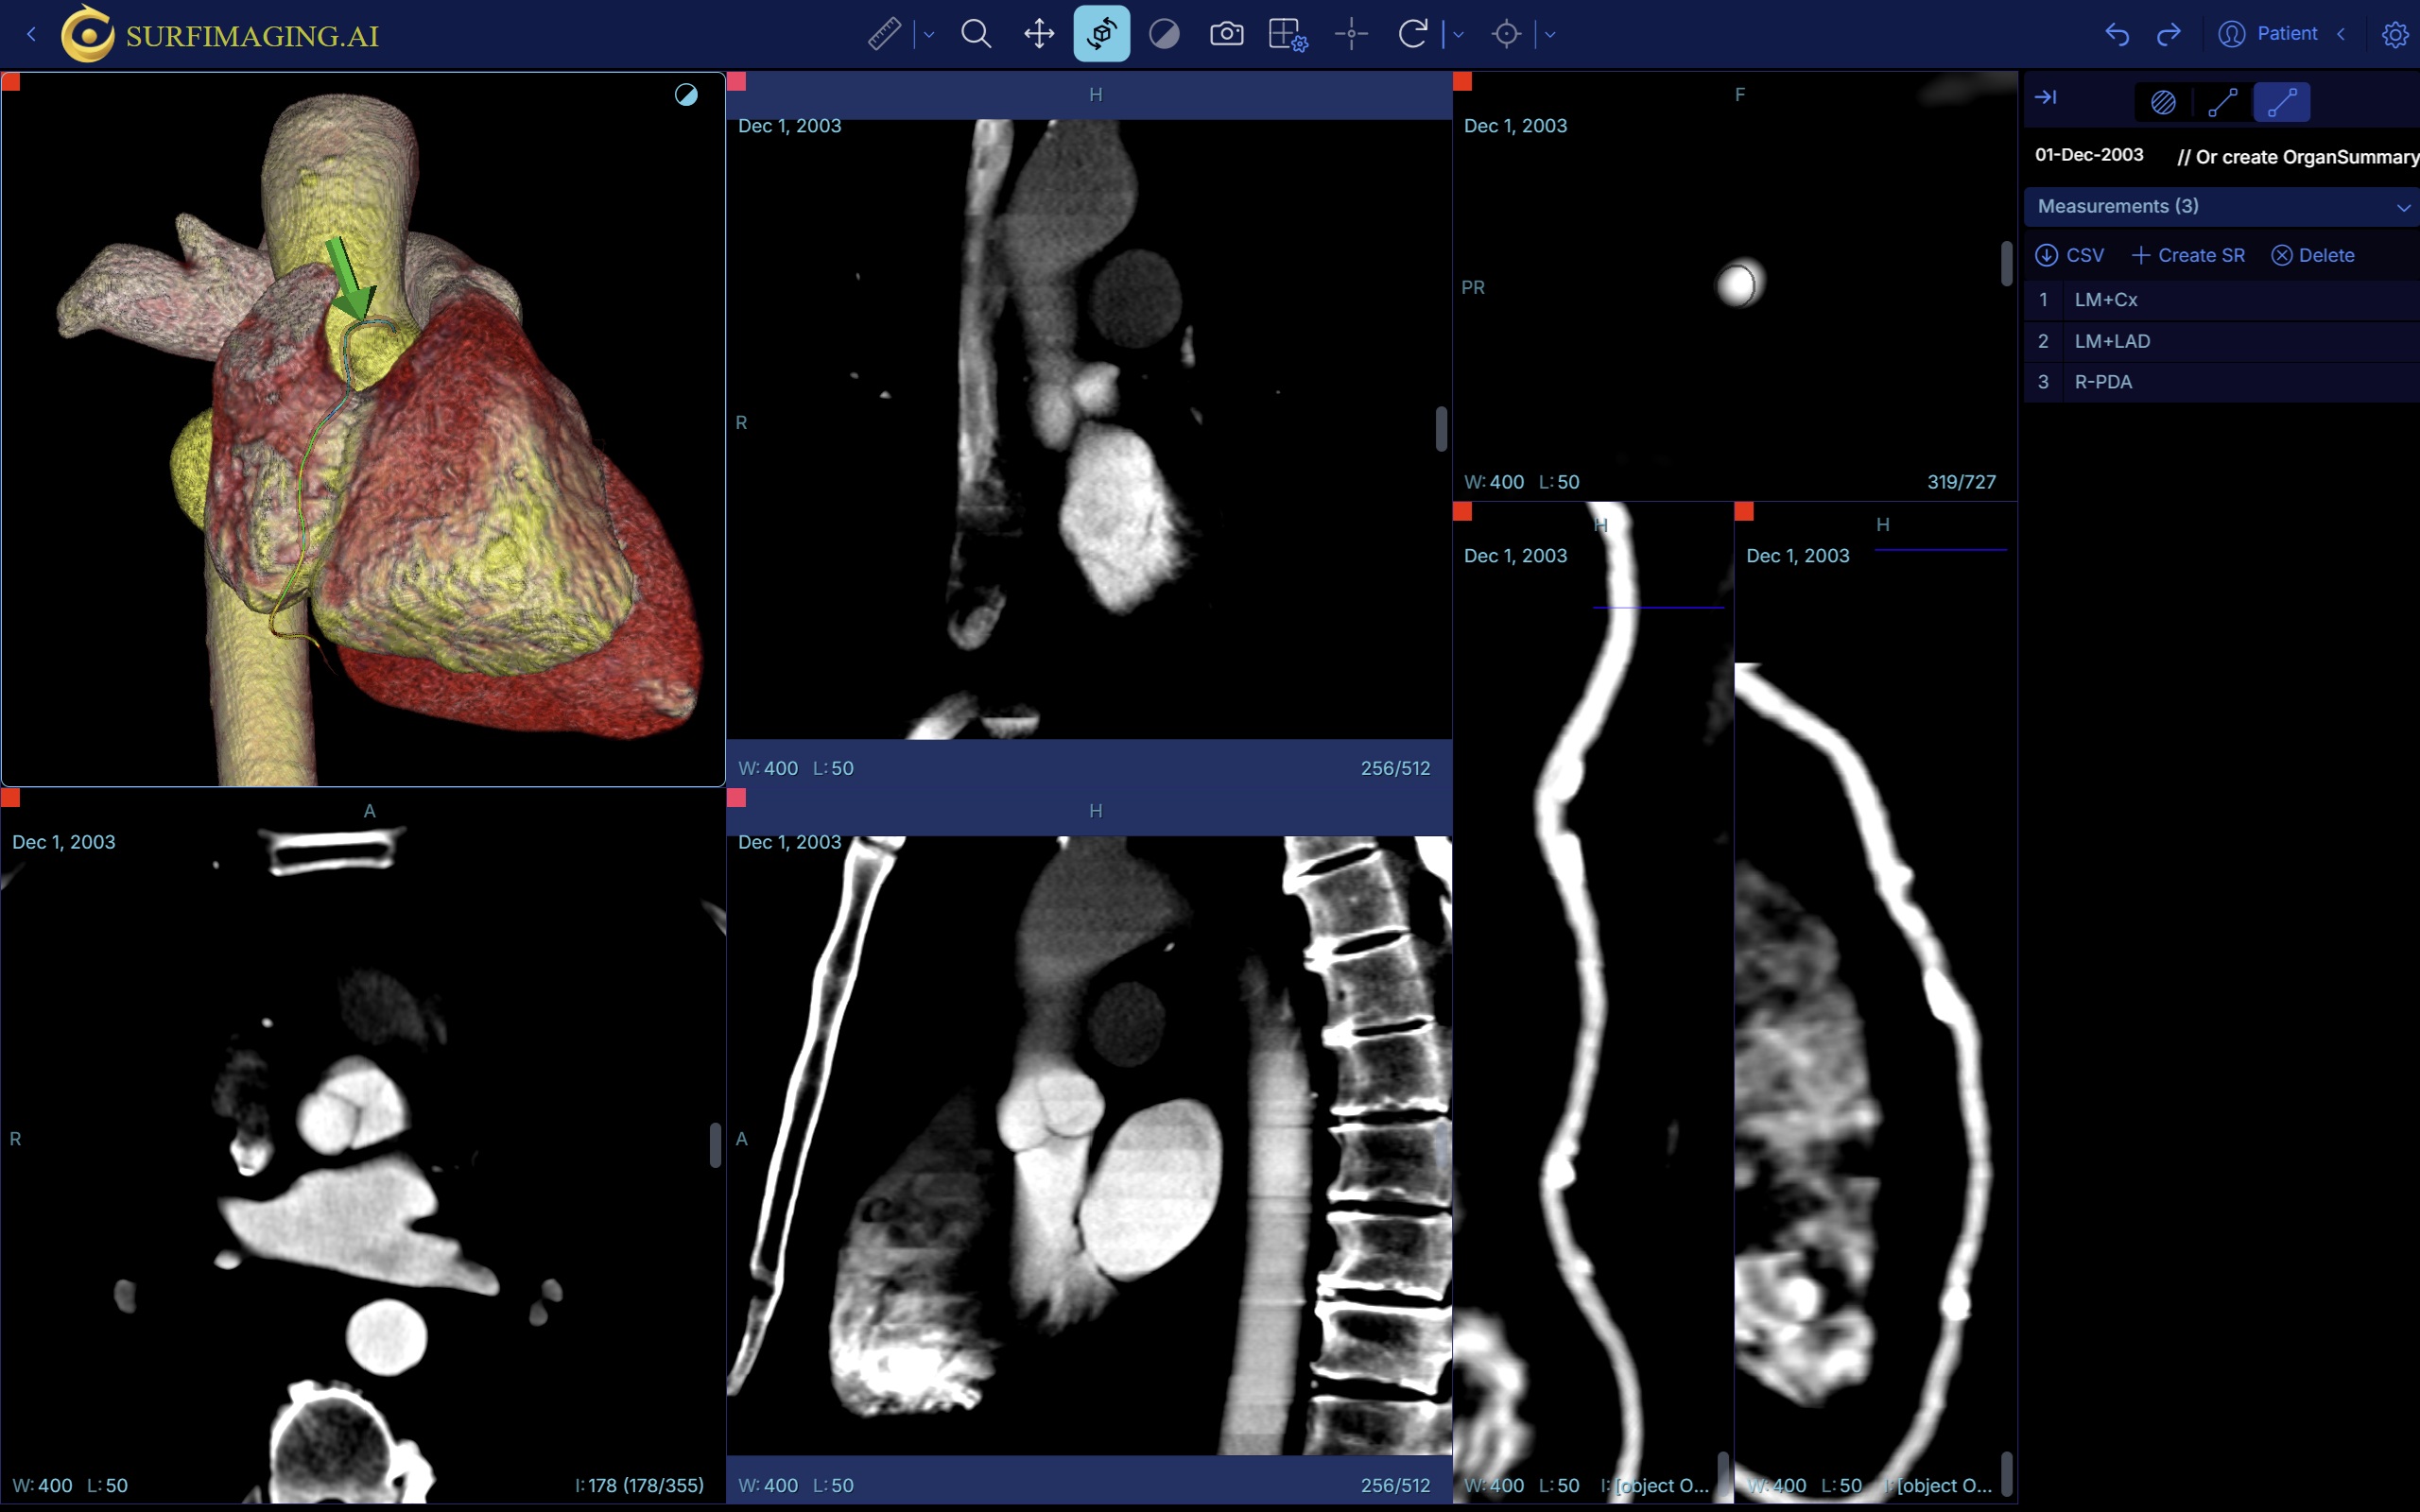 SURFIMAGING.AI
Patient
H
Dec 1, 2003
R
W: 400 L: 50
256/512
F
Dec 1, 2003
PR
W: 400 L: 50
319/727
A
Dec 1, 2003
R
W: 400 L: 50
I: 178 (178/355)
H
Dec 1, 2003
A
W: 400 L: 50
256/512
H
Dec 1, 2003
W: 400 L: 50 I: [object O...
H
Dec 1, 2003
W: 400 L: 50 I: [object O...
01-Dec-2003 // Or create OrganSummary
Measurements (3)
CSV Create SR Delete
1 LM+Cx
2 LM+LAD
3 R-PDA